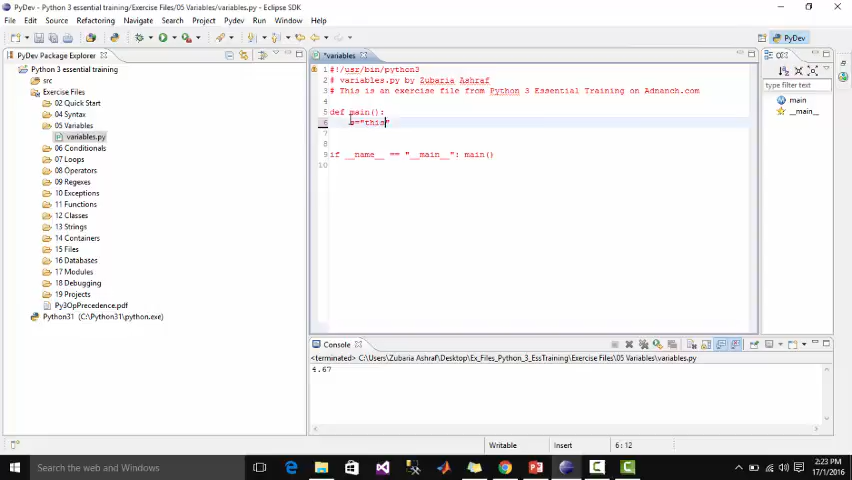 PyDev - Python 3 essential training/Exercise Files/05 Variables/variables.py - Eclipse SDK
File Edit Source Refactoring Navigate Search Project Pydev Run Window Help
PyDev
PyDev Package Explorer
Python 3 essential training
src
Exercise Files
02 Quick Start
04 Syntax
05 Variables
variables.py
06 Conditionals
07 Loops
08 Operators
09 Regexes
10 Exceptions
11 Functions
12 Classes
13 Strings
14 Containers
15 Files
16 Databases
17 Modules
18 Debugging
19 Projects
Py3OpPrecedence.pdf
Python31 (C:\Python31\python.exe)
*variables
1 #!/usr/bin/python3
2 # variables.py by Zubaria Ashraf
3 # This is an exercise file from Python 3 Essential Training on Adnanch.com
4
5 def main():
6 ="this"
7
8
9 if __name__ == "__main__": main()
10
type filter text
main
__main__
Console
<terminated> C:\Users\Zubaria Ashraf\Desktop\Ex_Files_Python_3_EssTraining\Exercise Files\05 Variables\variables.py
4.67
Writable Insert 6 : 12
Search the web and Windows
2:23 PM
17/1/2016